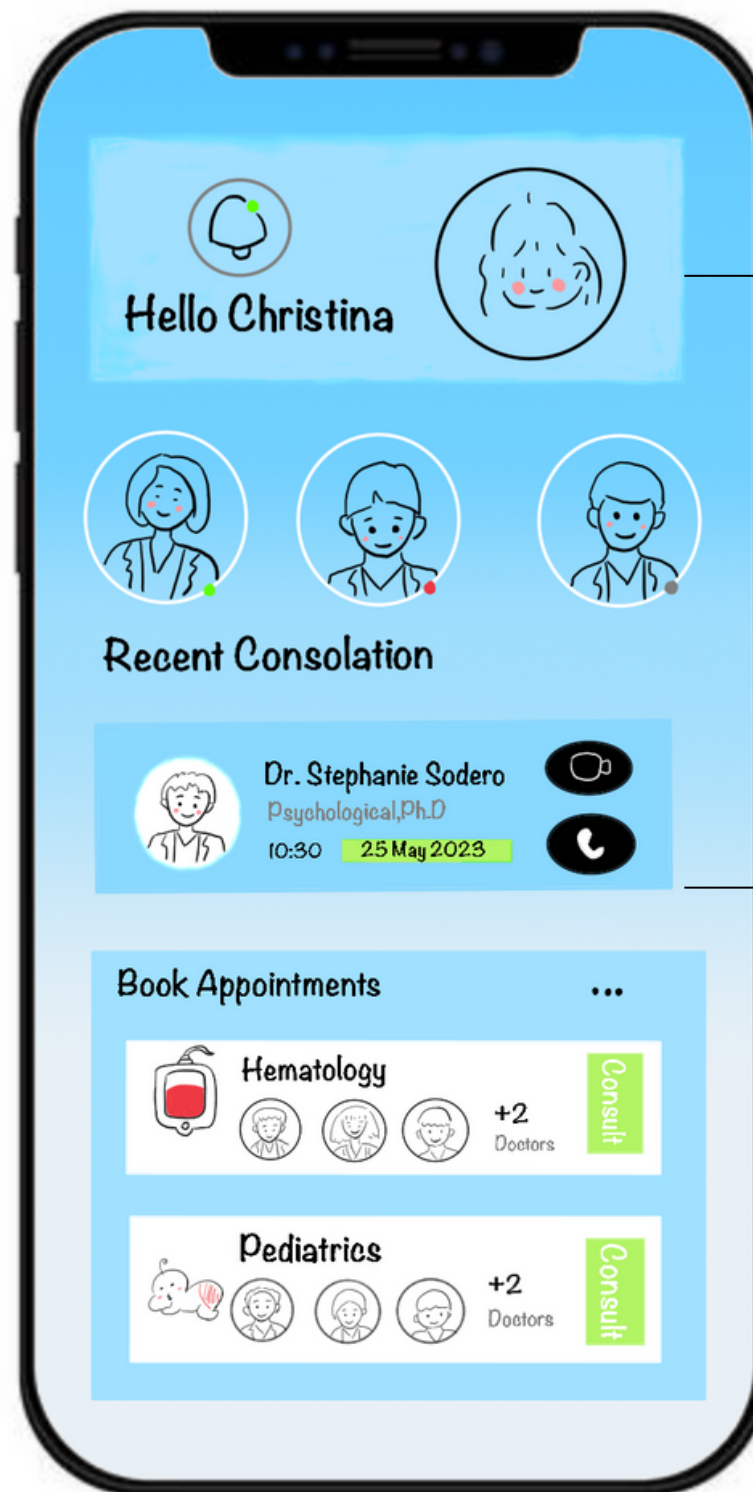 Hello Christina
Recent Consolation
Dr. Stephanie Sodero
Psychological,Ph.D
10:30 25 May 2023
Book Appointments ...
Hematology
+2
Doctors
Consult
Pediatrics
+2
Doctors
Consult